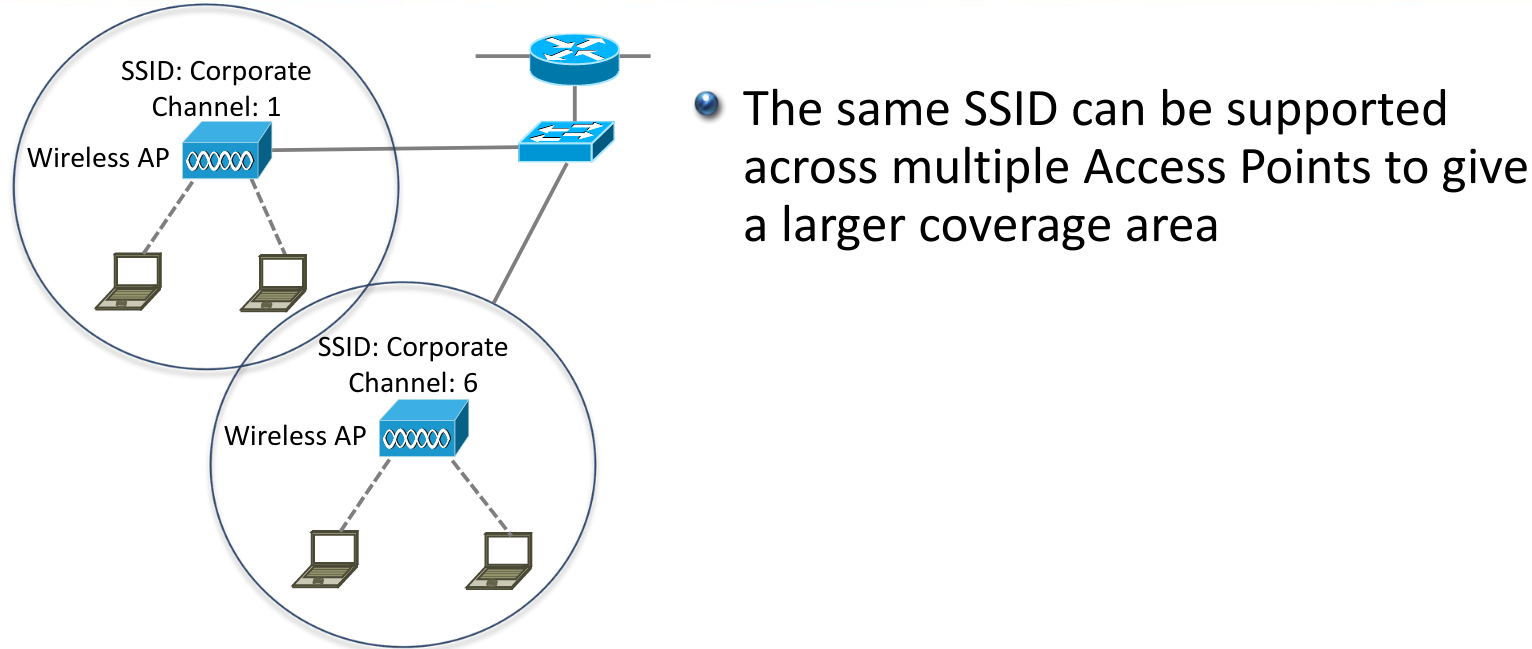 SSID: Corporate
Channel: 1
Wireless AP
SSID: Corporate
Channel: 6
Wireless AP
The same SSID can be supported
across multiple Access Points to give
a larger coverage area